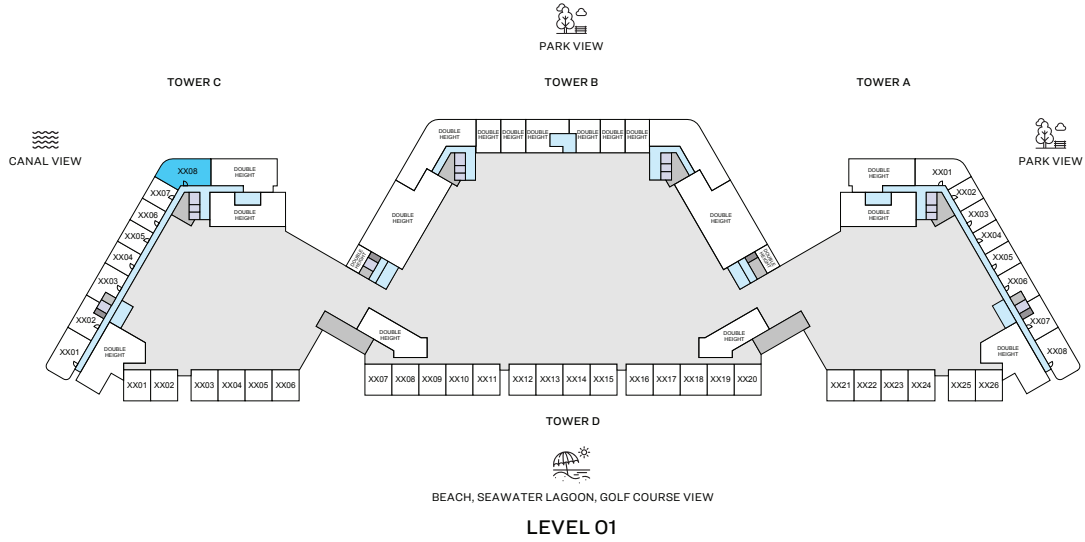 PARK VIEW
TOWER C
TOWER B
TOWER A
CANAL VIEW
PARK VIEW
DOUBLE
HEIGHT
DOUBLE
HEIGHT
DOUBLE
HEIGHT
DOUBLE
HEIGHT
DOUBLE
HEIGHT
DOUBLE
HEIGHT
DOUBLE
HEIGHT
XX08
DOUBLE
HEIGHT
XX07
XX06
XX05
XX04
XX03
XX02
XX01
DOUBLE
HEIGHT
DOUBLE
HEIGHT
DOUBLE
HEIGHT
DOUBLE
HEIGHT
DOUBLE
HEIGHT
DOUBLE
HEIGHT
DOUBLE
HEIGHT
DOUBLE
HEIGHT
DOUBLE
HEIGHT
DOUBLE
HEIGHT
DOUBLE
HEIGHT
XX01
XX02
XX03
XX04
XX05
XX06
XX07
XX08
DOUBLE
HEIGHT
XX01 XX02 XX03 XX04 XX05 XX06
XX07 XX08 XX09 XX10 XX11 XX12 XX13 XX14 XX15 XX16 XX17 XX18 XX19 XX20
XX21 XX22 XX23 XX24 XX25 XX26
TOWER D
BEACH, SEAWATER LAGOON, GOLF COURSE VIEW
LEVEL 01